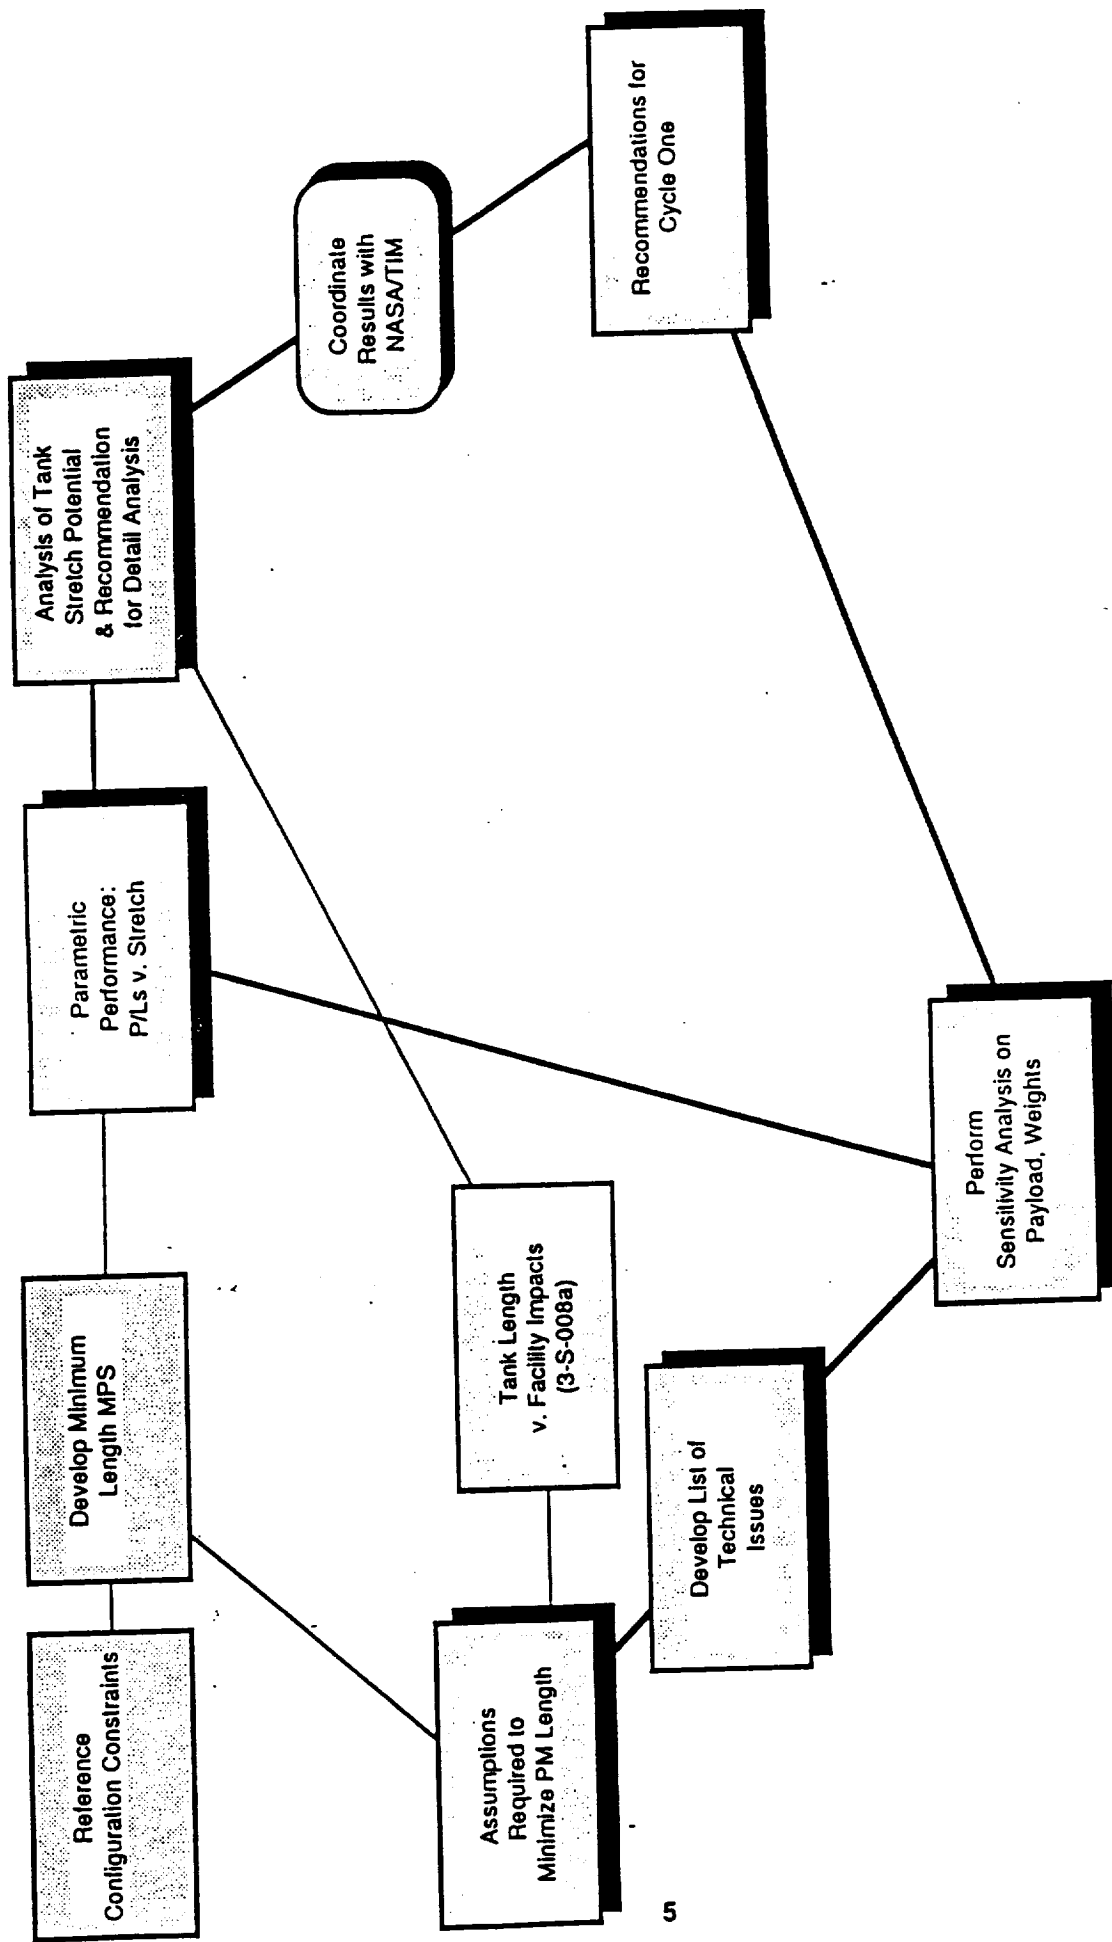 Reference
Configuration Constraints
Develop Minimum
Length MPS
Parametric
Performance:
P/Ls v. Stretch
Analysis of Tank
Stretch Potential
& Recommendation
for Detail Analysis
Coordinate
Results with
NASA/TIM
Assumptions
Required to
Minimize PM Length
Tank Length
v. Facility Impacts
(3-S-008a)
Recommendations for
Cycle One
Develop List of
Technical
Issues
Perform
Sensitivity Analysis on
Payload, Weights
5